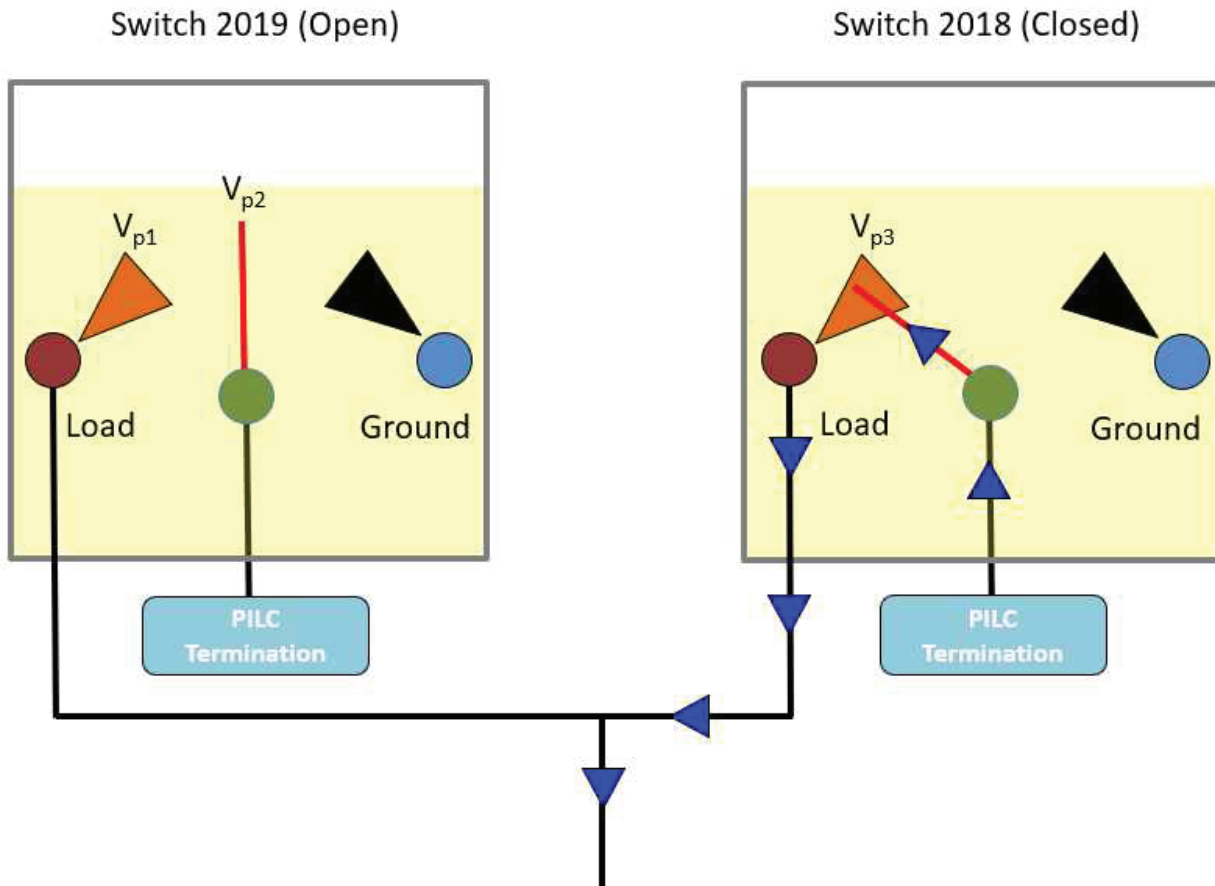 Switch 2019 (Open)
Switch 2018 (Closed)
Vp2
Vp1
Vp3
Load
Ground
Load
Ground
PILC
Termination
PILC
Termination